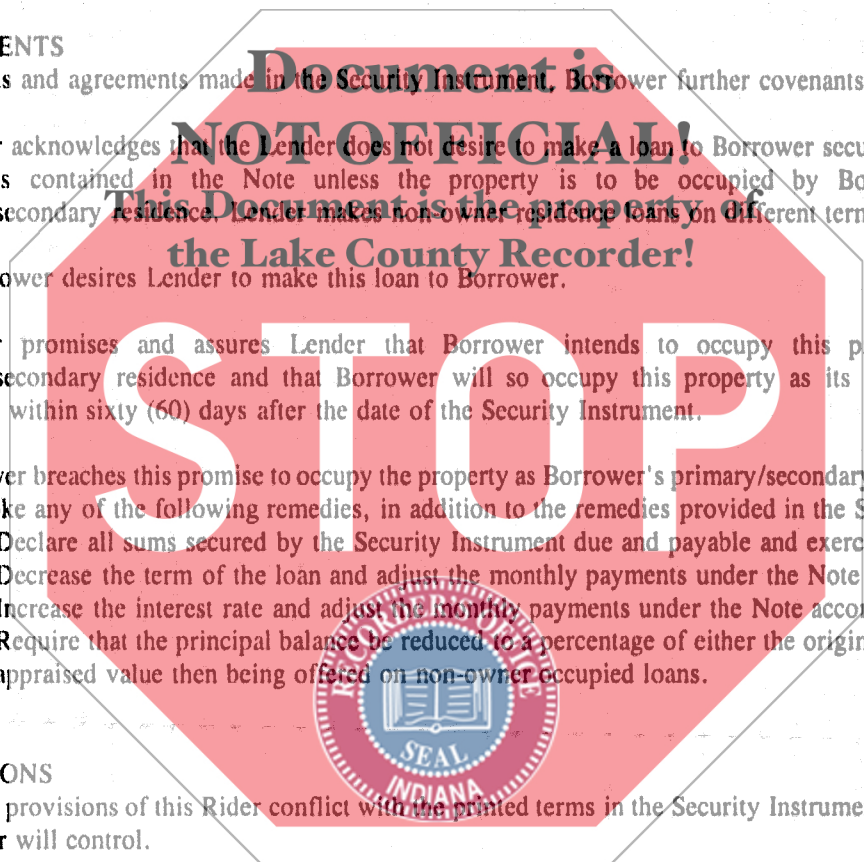 ENTS
Document is
s and agreements made in the Security Instrument, Borrower further covenants
NOT OFFICIAL!
r acknowledges that the Lender does not desire to make a loan to Borrower secu
s contained in the Note unless the property is to be occupied by Bo
This Document is the property of
secondary residence. Lender makes non-owner residence loans on different term
the Lake County Recorder!
ower desires Lender to make this loan to Borrower.
STOP
r promises and assures Lender that Borrower intends to occupy this p
secondary residence and that Borrower will so occupy this property as its
within sixty (60) days after the date of the Security Instrument.
er breaches this promise to occupy the property as Borrower's primary/secondary
ke any of the following remedies, in addition to the remedies provided in the S
Declare all sums secured by the Security Instrument due and payable and exerc
Decrease the term of the loan and adjust the monthly payments under the Note
Increase the interest rate and adjust the monthly payments under the Note accor
Require that the principal balance be reduced to a percentage of either the origin
appraised value then being offered on non-owner occupied loans.
RECORDER'S OFFICE
SEAL
INDIANA
ONS
provisions of this Rider conflict with the printed terms in the Security Instrume
r will control.